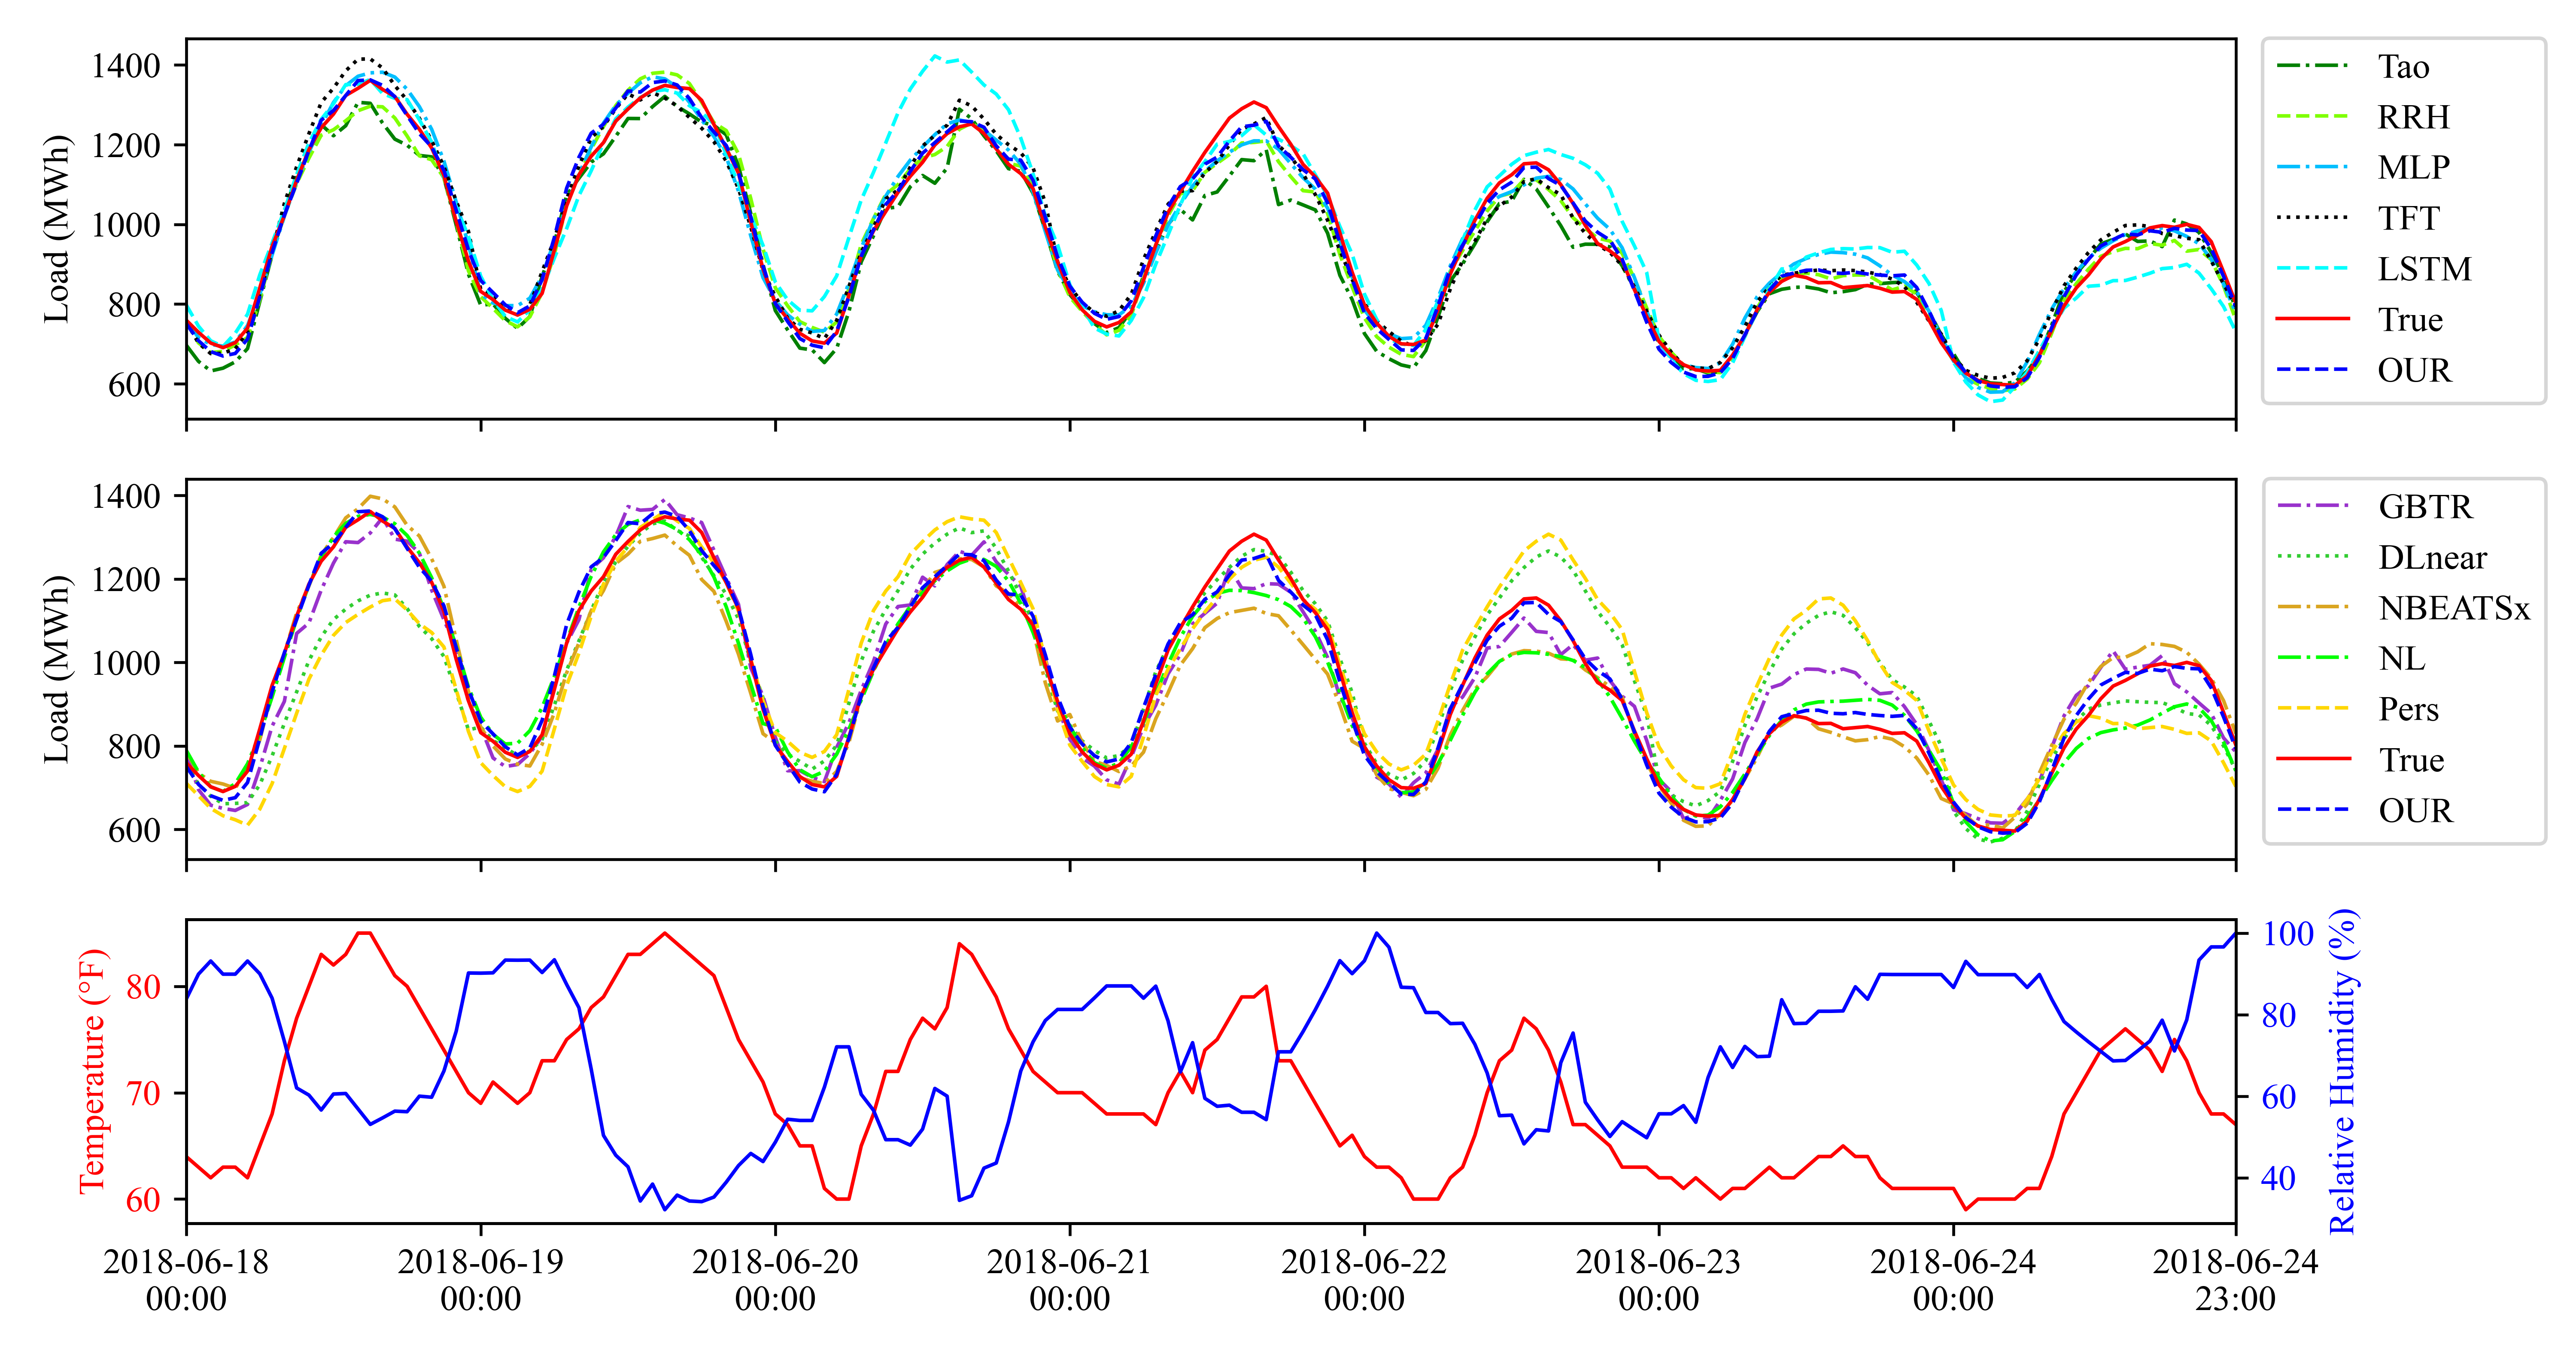 Load (MWh)
1400
1200
1000
800
600
Tao
RRH
MLP
TFT
LSTM
True
OUR
Load (MWh)
1400
1200
1000
800
600
GBTR
DLnear
NBEATSx
NL
Pers
True
OUR
Temperature (°F)
80
70
60
100
80
60
40
Relative Humidity (%)
2018-06-18
00:00
2018-06-19
00:00
2018-06-20
00:00
2018-06-21
00:00
2018-06-22
00:00
2018-06-23
00:00
2018-06-24
00:00
2018-06-24
23:00